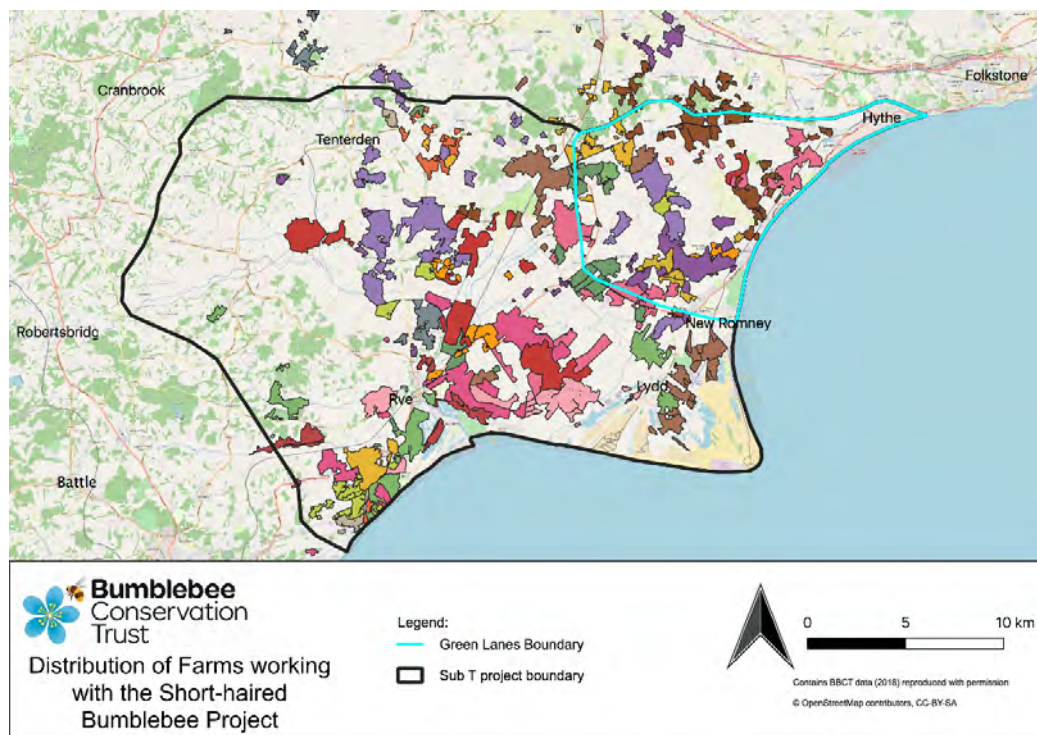 Folkstone
Cranbrook
Hythe
Tenterden
New Romney
Robertsbridg
Lydd
Rye
Battle
Bumblebee
Conservation
Trust
Distribution of Farms working
with the Short-haired
Bumblebee Project
Legend:
Green Lanes Boundary
Sub T project boundary
0 5 10 km
Contains BBCT data (2018) reproduced with permission
© OpenStreetMap contributors, CC-BY-SA